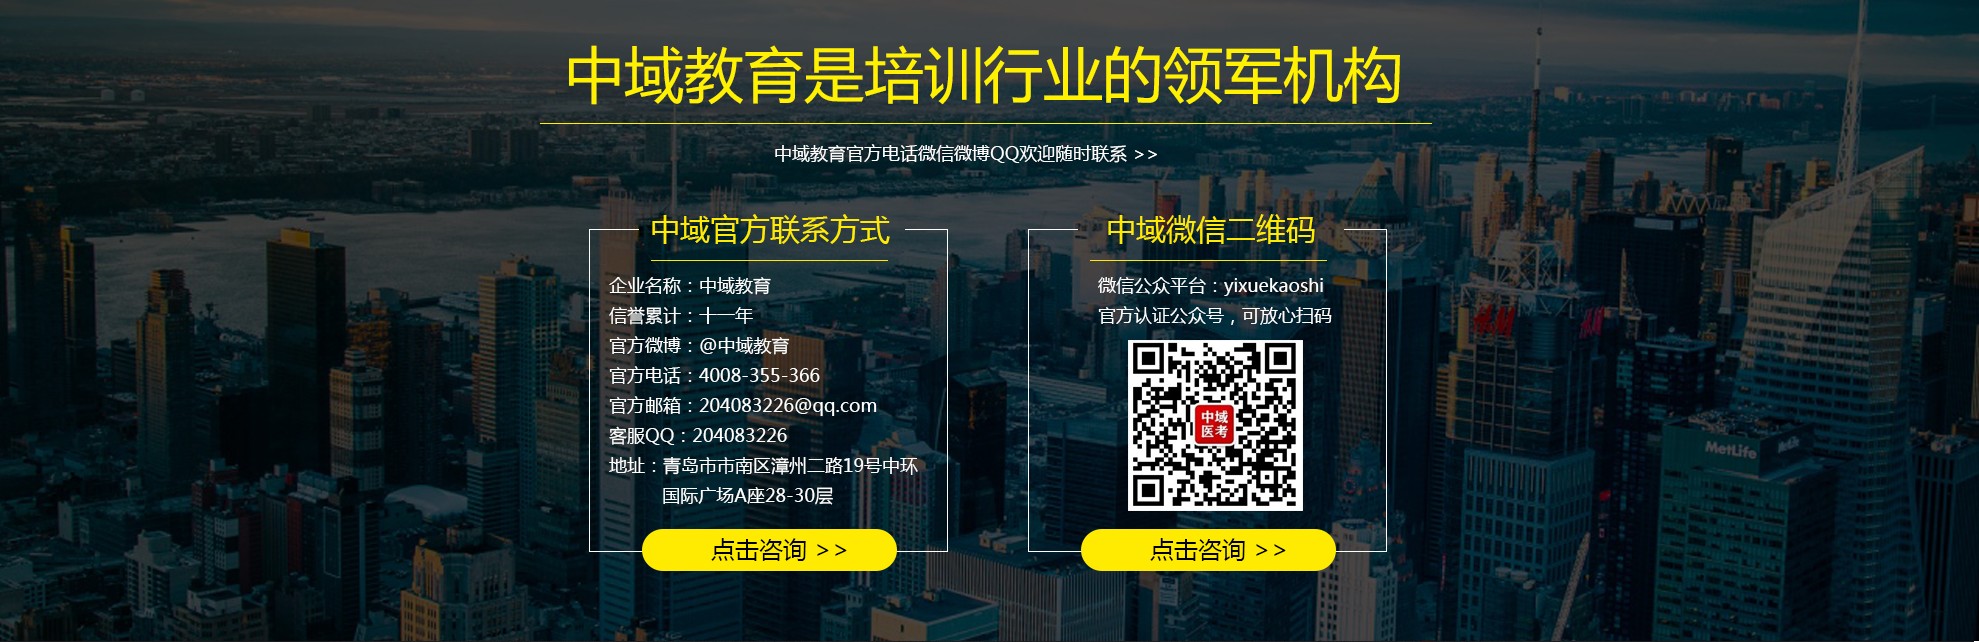 中域教育是培训行业的领军机构
中域教育官方电话微信微博QQ欢迎随时联系 >>
中域官方联系方式
企业名称：中域教育
信誉累计：十一年
官方微博：@中域教育
官方电话：4008-355-366
官方邮箱：204083226@qq.com
客服QQ：204083226
地址：青岛市市南区漳州二路19号中环
国际广场A座28-30层
点击咨询 >>
中域微信二维码
微信公众平台：yixuekaoshi
官方认证公众号，可放心扫码
中域
医考
点击咨询 >>
H&M
H&M
MetLife
MetLife